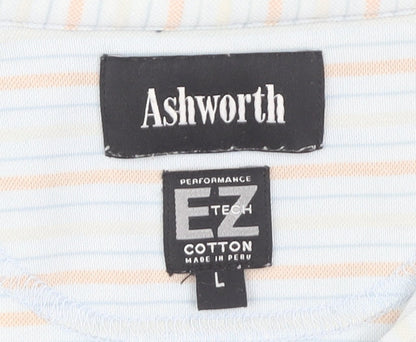 Ashworth
PERFORMANCE
EZ TECH
COTTON
MADE IN PERU
L